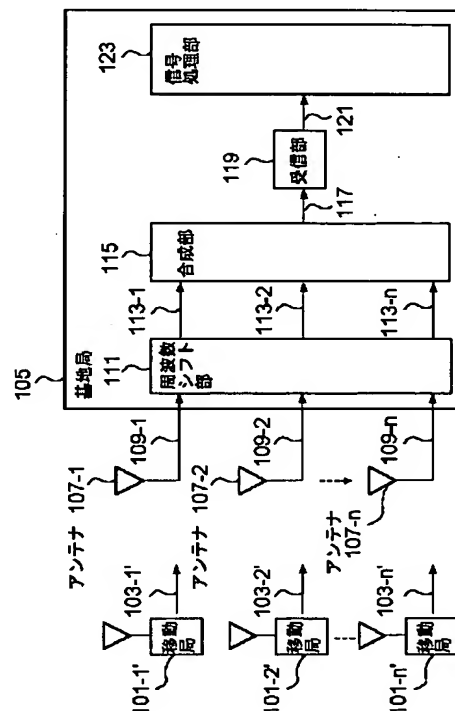 105
基地局
111
周波数
シフト部
115
合成部
119
受信部
123
信号
処理部
117
121
113-1
113-2
113-n
109-1
109-2
109-n
アンテナ
107-1
アンテナ
107-2
アンテナ
107-n
103-1'
103-2'
103-n'
移動
局
移動
局
移動
局
101-1'
101-2'
101-n'